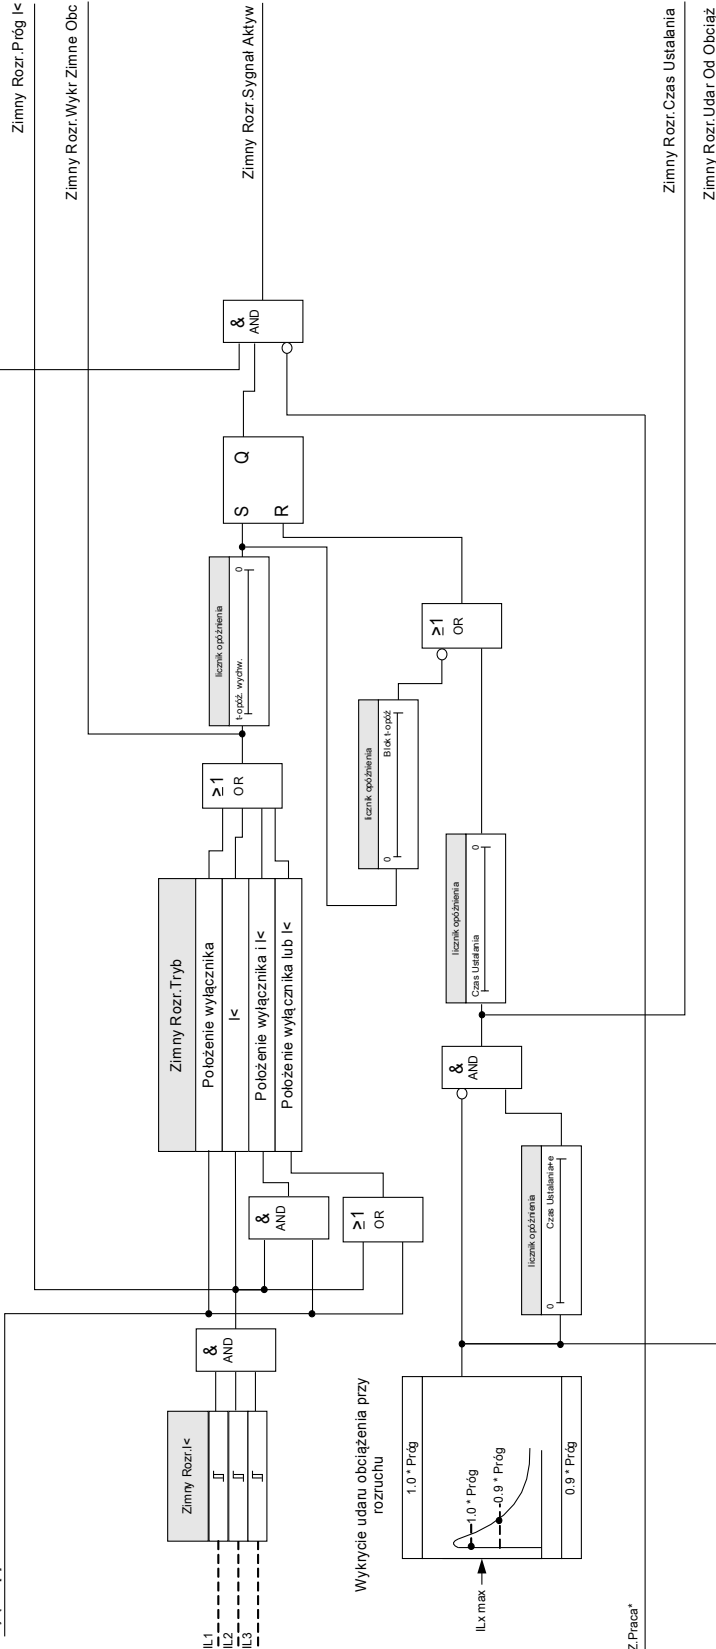 Zimny Rozr.Próg I<
Zimny Rozr.Wykr Zimne Obc
Zimny Rozr.Sygnał Aktyw
Zimny Rozr.Czas Ustalania
Zimny Rozr.Udar Od Obciąż
&
AND
S
Q
R
licznik opóźnienia
t-opóź. wychw.
0
≥1
OR
licznik opóźnienia
0
Blok t-opóź
≥1
OR
licznik opóźnienia
Czas Ustalania
0
Zimny Rozr.Tryb
Położenie wyłącznika
I<
Położenie wyłącznika i I<
Położenie wyłącznika lub I<
≥1
OR
&
AND
&
AND
&
AND
licznik opóźnienia
0
Czas Ustalania+e
Zimny Rozr.I<
IL1
IL2
IL3
Wykrycie udaru obciążenia przy
rozruchu
1.0 * Próg
1.0 * Próg
0.9 * Próg
0.9 * Próg
ILx max
Z.Praca*